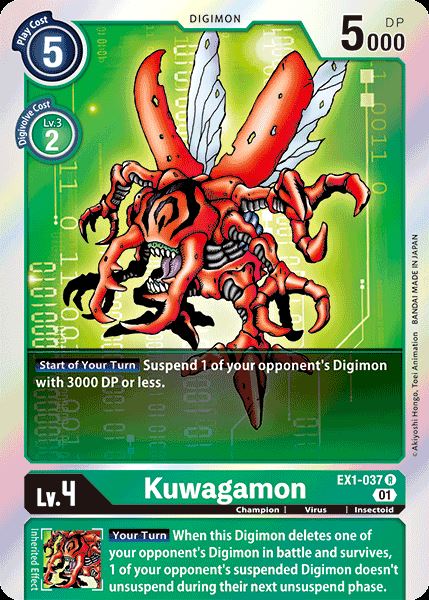 Play Cost
5
DIGIMON
DP
5000
Digivolve Cost
Lv.3
2
Start of Your Turn Suspend 1 of your opponent's Digimon
with 3000 DP or less.
©Akiyoshi Hongo, Toei Animation BANDAI MADE IN JAPAN
Lv.4
Kuwagamon
EX1-037 R
01
Champion | Virus | Insectoid
Inherited Effect
Your Turn When this Digimon deletes one of
your opponent's Digimon in battle and survives,
1 of your opponent's suspended Digimon doesn't
unsuspend during their next unsuspend phase.